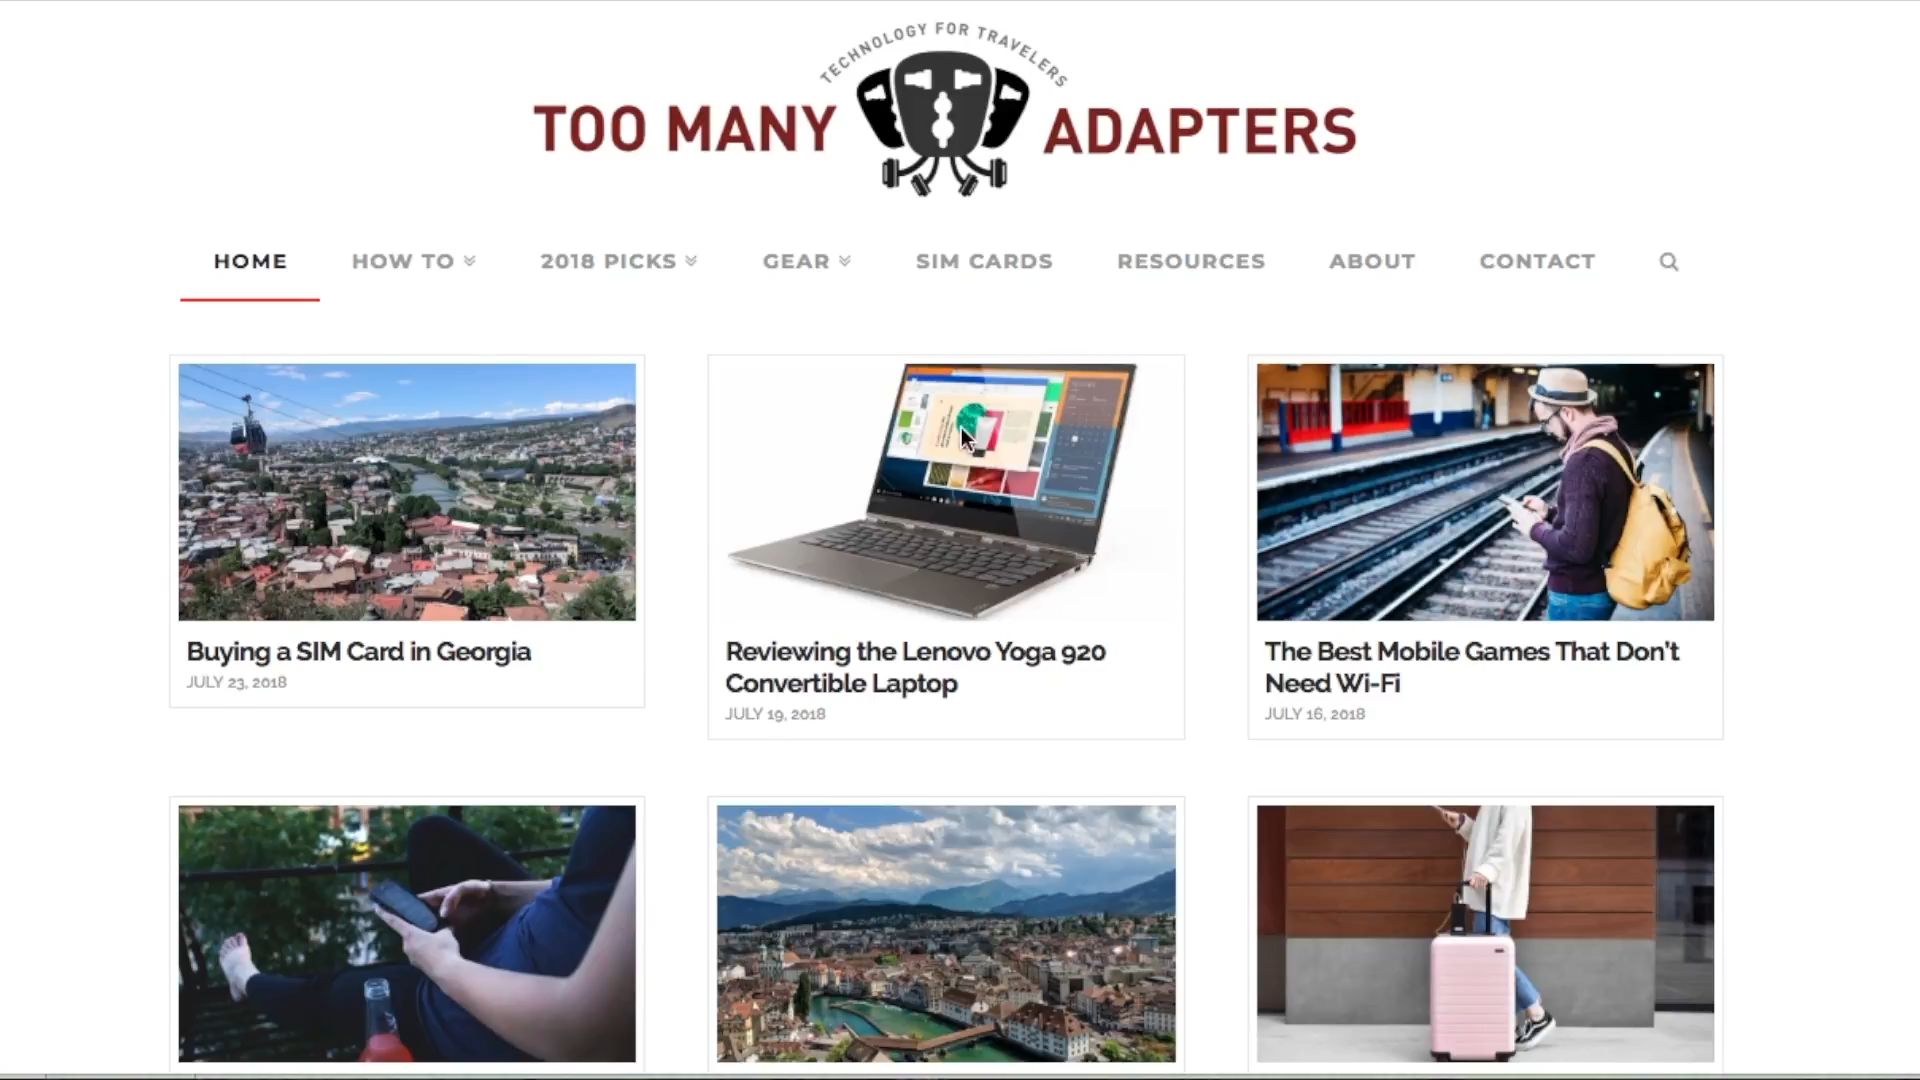 TECHNOLOGY FOR TRAVELERS
TOO MANY ADAPTERS
HOME HOW TO 2018 PICKS GEAR SIM CARDS RESOURCES ABOUT CONTACT
Buying a SIM Card in Georgia
JULY 23, 2018
Reviewing the Lenovo Yoga 920
Convertible Laptop
JULY 19, 2018
The Best Mobile Games That Don't
Need Wi-Fi
JULY 16, 2018